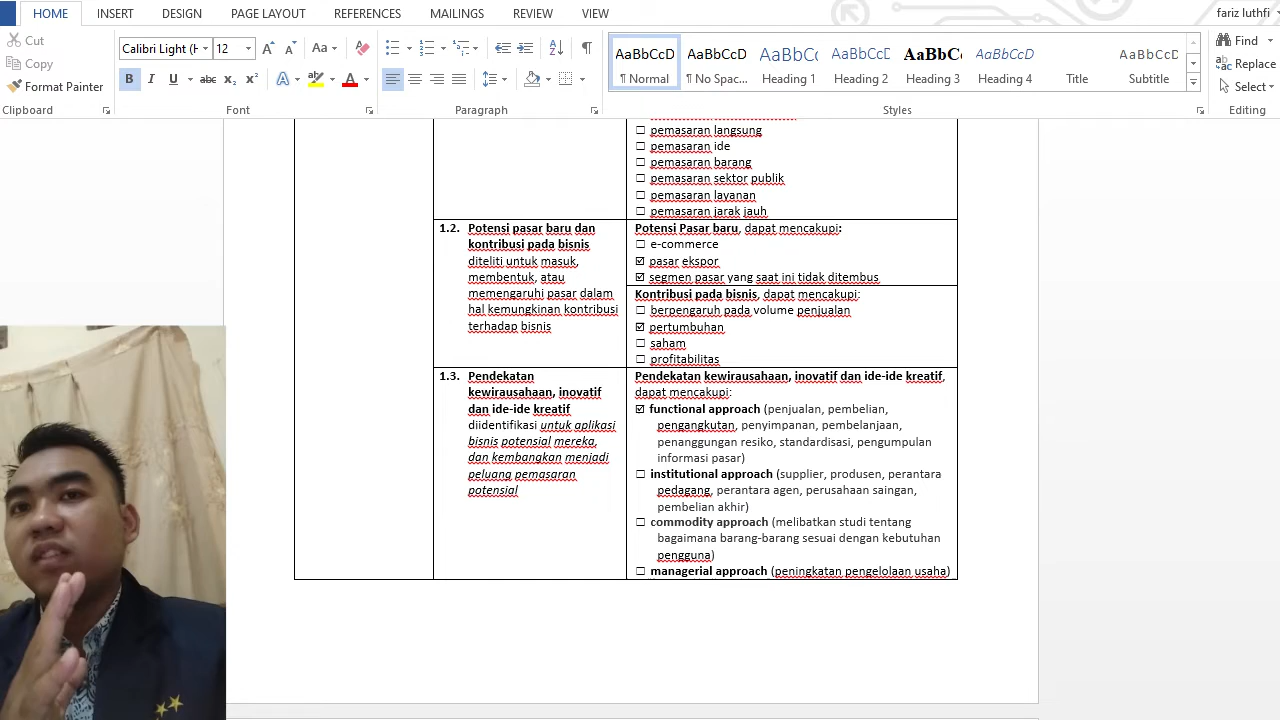 HOME INSERT DESIGN PAGE LAYOUT REFERENCES MAILINGS REVIEW VIEW fariz luthfi
Cut
Copy
Format Painter
Clipboard
Calibri Light (H 12 Aa
B I U abc x₂ x² A A
Font
Paragraph
AaBbCcD AaBbCcD AaBbCc AaBbCcD AaBbC AaBbCcD AaBbCcD
¶ Normal ¶ No Spac... Heading 1 Heading 2 Heading 3 Heading 4 Title Subtitle
Styles
Find
Replace
Select
Editing
☐ pemasaran langsung
☐ pemasaran ide
☐ pemasaran barang
☐ pemasaran sektor publik
☐ pemasaran layanan
☐ pemasaran jarak jauh
1.2. Potensi pasar baru dan
kontribusi pada bisnis
diteliti untuk masuk,
membentuk, atau
memengaruhi pasar dalam
hal kemungkinan kontribusi
terhadap bisnis
Potensi Pasar baru, dapat mencakupi:
☐ e-commerce
☑ pasar ekspor
☑ segmen pasar yang saat ini tidak ditembus
Kontribusi pada bisnis, dapat mencakupi:
☐ berpengaruh pada volume penjualan
☑ pertumbuhan
☐ saham
☐ profitabilitas
1.3. Pendekatan
kewirausahaan, inovatif
dan ide-ide kreatif
diidentifikasi untuk aplikasi
bisnis potensial mereka,
dan kembangkan menjadi
peluang pemasaran
potensial
Pendekatan kewirausahaan, inovatif dan ide-ide kreatif,
dapat mencakupi:
☑ functional approach (penjualan, pembelian,
pengangkutan, penyimpanan, pembelanjaan,
penanggungan resiko, standardisasi, pengumpulan
informasi pasar)
☐ institutional approach (supplier, produsen, perantara
pedagang, perantara agen, perusahaan saingan,
pembelian akhir)
☐ commodity approach (melibatkan studi tentang
bagaimana barang-barang sesuai dengan kebutuhan
pengguna)
☐ managerial approach (peningkatan pengelolaan usaha)